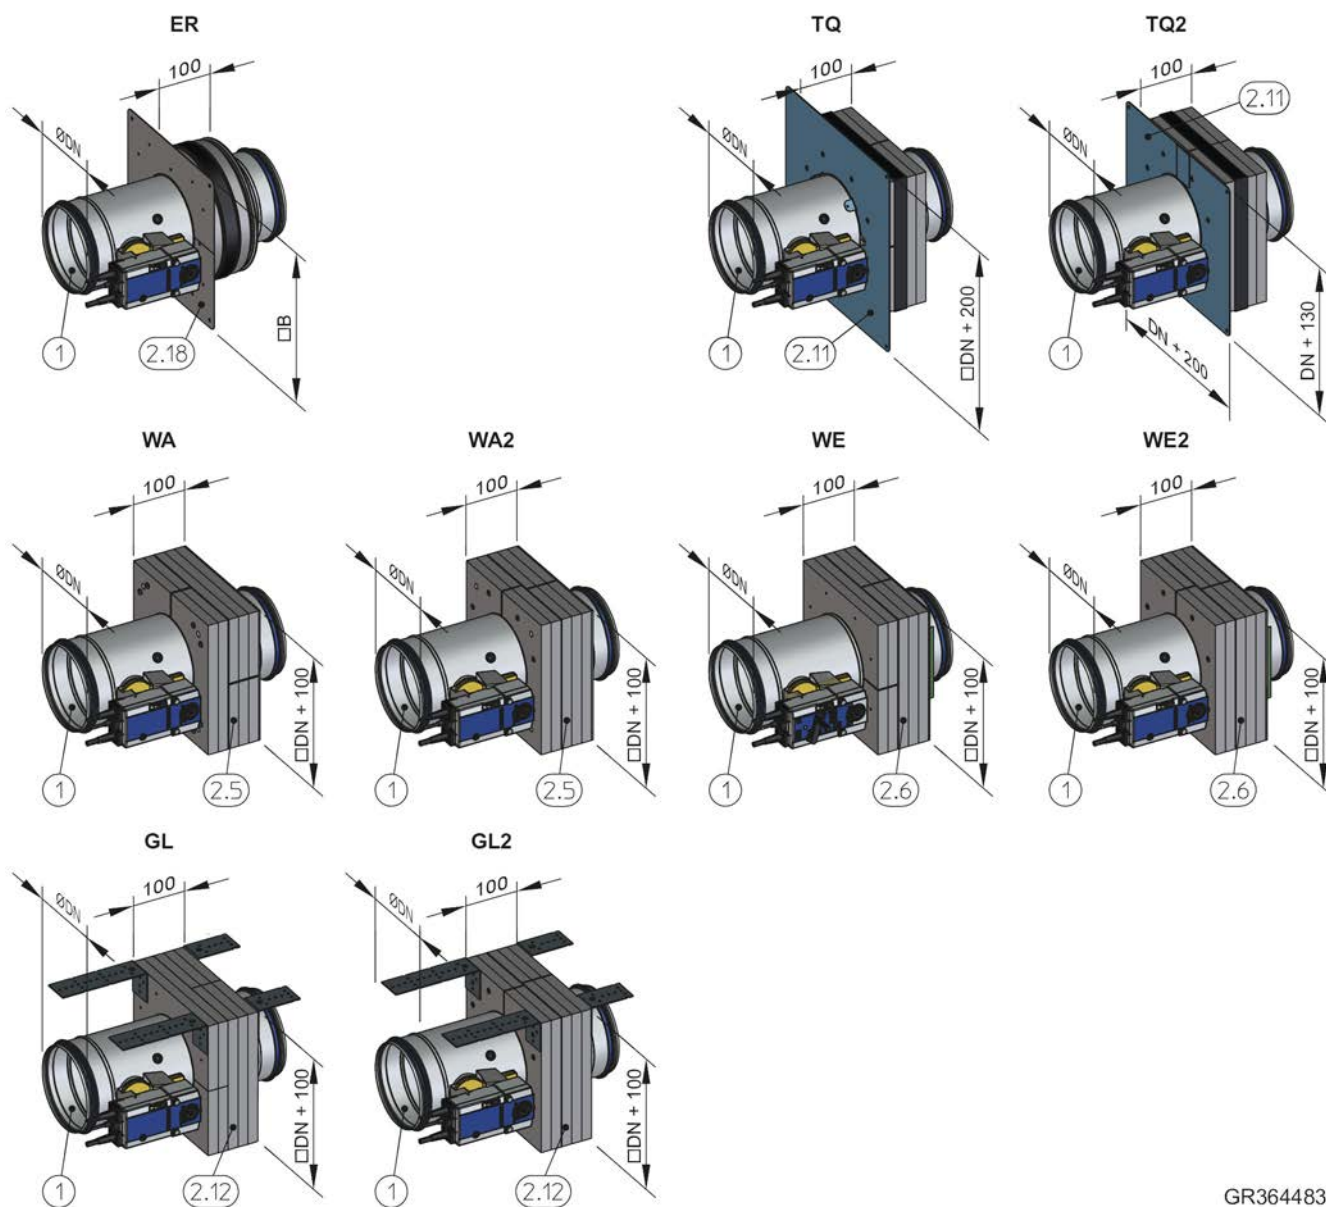 ER
100
ØDN
1
2.18
□B
TQ
100
ØDN
1
2.11
□DN + 200
TQ2
100
2.11
ØDN
1
DN + 200
DN + 130
WA
100
ØDN
1
2.5
□DN + 100
WA2
100
ØDN
1
2.5
□DN + 100
WE
100
ØDN
1
2.6
□DN + 100
WE2
100
ØDN
1
2.6
□DN + 100
GL
100
ØDN
1
2.12
□DN + 100
GL2
100
ØDN
1
2.12
□DN + 100
GR364483